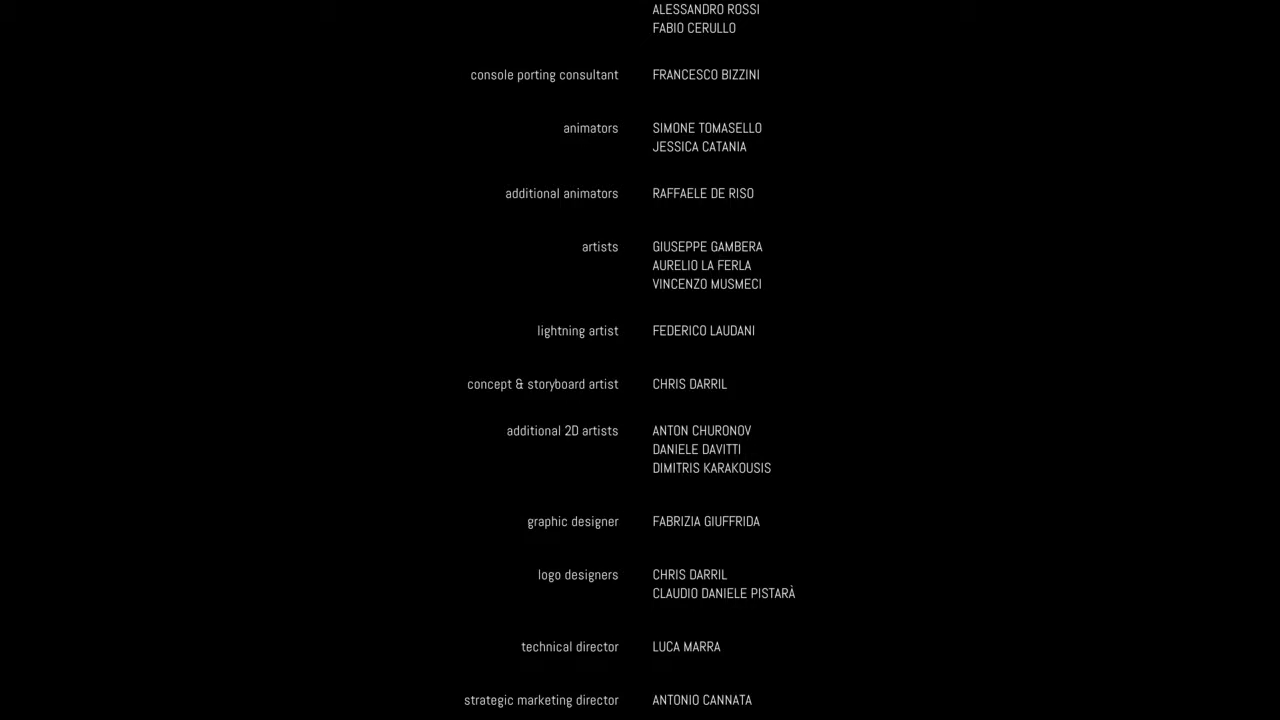 ALESSANDRO ROSSI
FABIO CERULLO
console porting consultant FRANCESCO BIZZINI
animators SIMONE TOMASELLO
JESSICA CATANIA
additional animators RAFFAELE DE RISO
artists GIUSEPPE GAMBERA
AURELIO LA FERLA
VINCENZO MUSMECI
lightning artist FEDERICO LAUDANI
concept & storyboard artist CHRIS DARRIL
additional 2D artists ANTON CHURONOV
DANIELE DAVITTI
DIMITRIS KARAKOUSIS
graphic designer FABRIZIA GIUFFRIDA
logo designers CHRIS DARRIL
CLAUDIO DANIELE PISTARÀ
technical director LUCA MARRA
strategic marketing director ANTONIO CANNATA